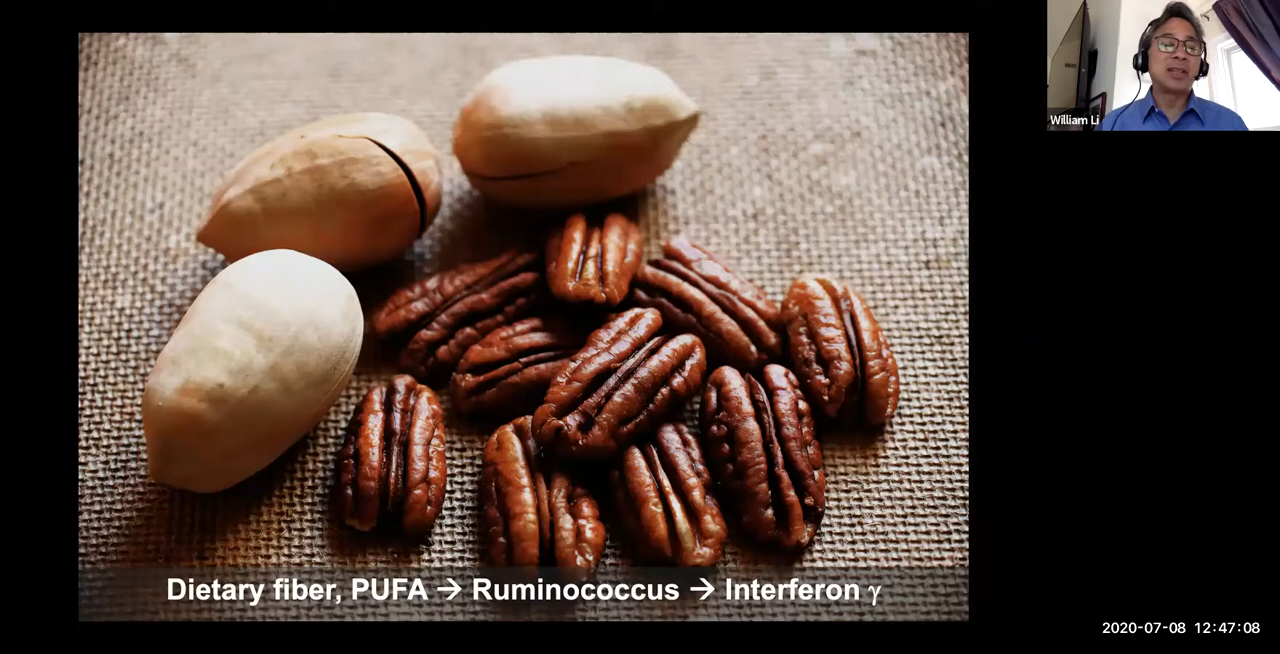 William Li
Dietary fiber, PUFA → Ruminococcus → Interferon γ
2020-07-08 12:47:08